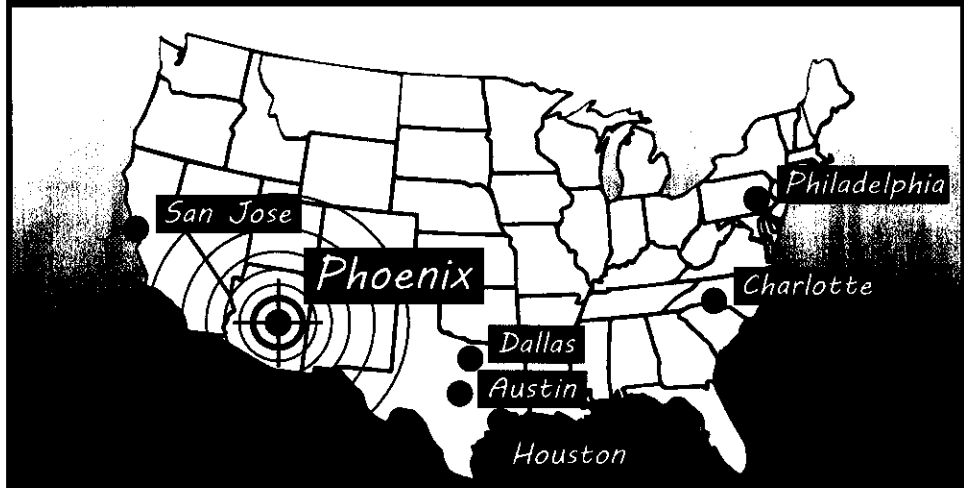 San Jose
Philadelphia
Phoenix
Charlotte
Dallas
Austin
Houston